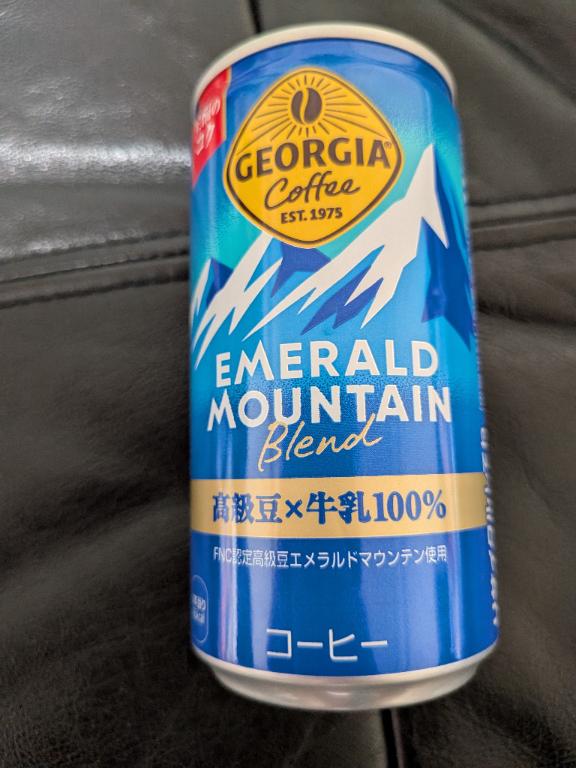 コク
GEORGIA®
Coffee
EST. 1975
EMERALD
MOUNTAIN
Blend
高級豆×牛乳100%
FNC認定高級豆エメラルドマウンテン使用
コーヒー